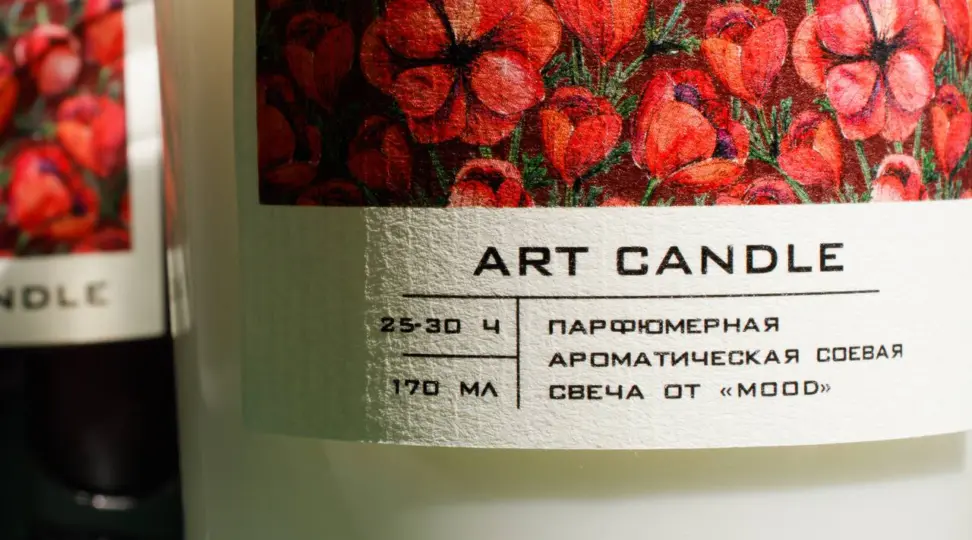 NDLE
ART CANDLE
25-30 Ч
170 МЛ
ПАРФЮМЕРНАЯ
АРОМАТИЧЕСКАЯ СОЕВАЯ
СВЕЧА ОТ «MOOD»